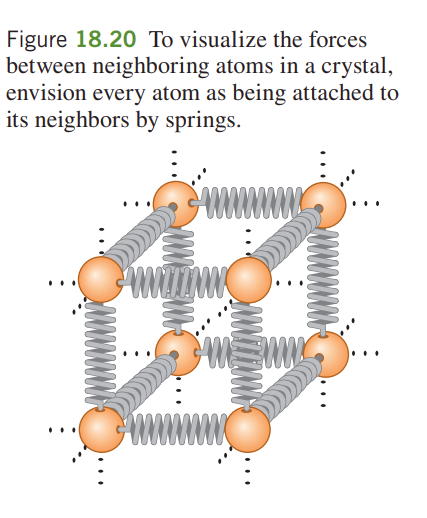 Figure 18.20 To visualize the forces
between neighboring atoms in a crystal,
envision every atom as being attached to
its neighbors by springs.